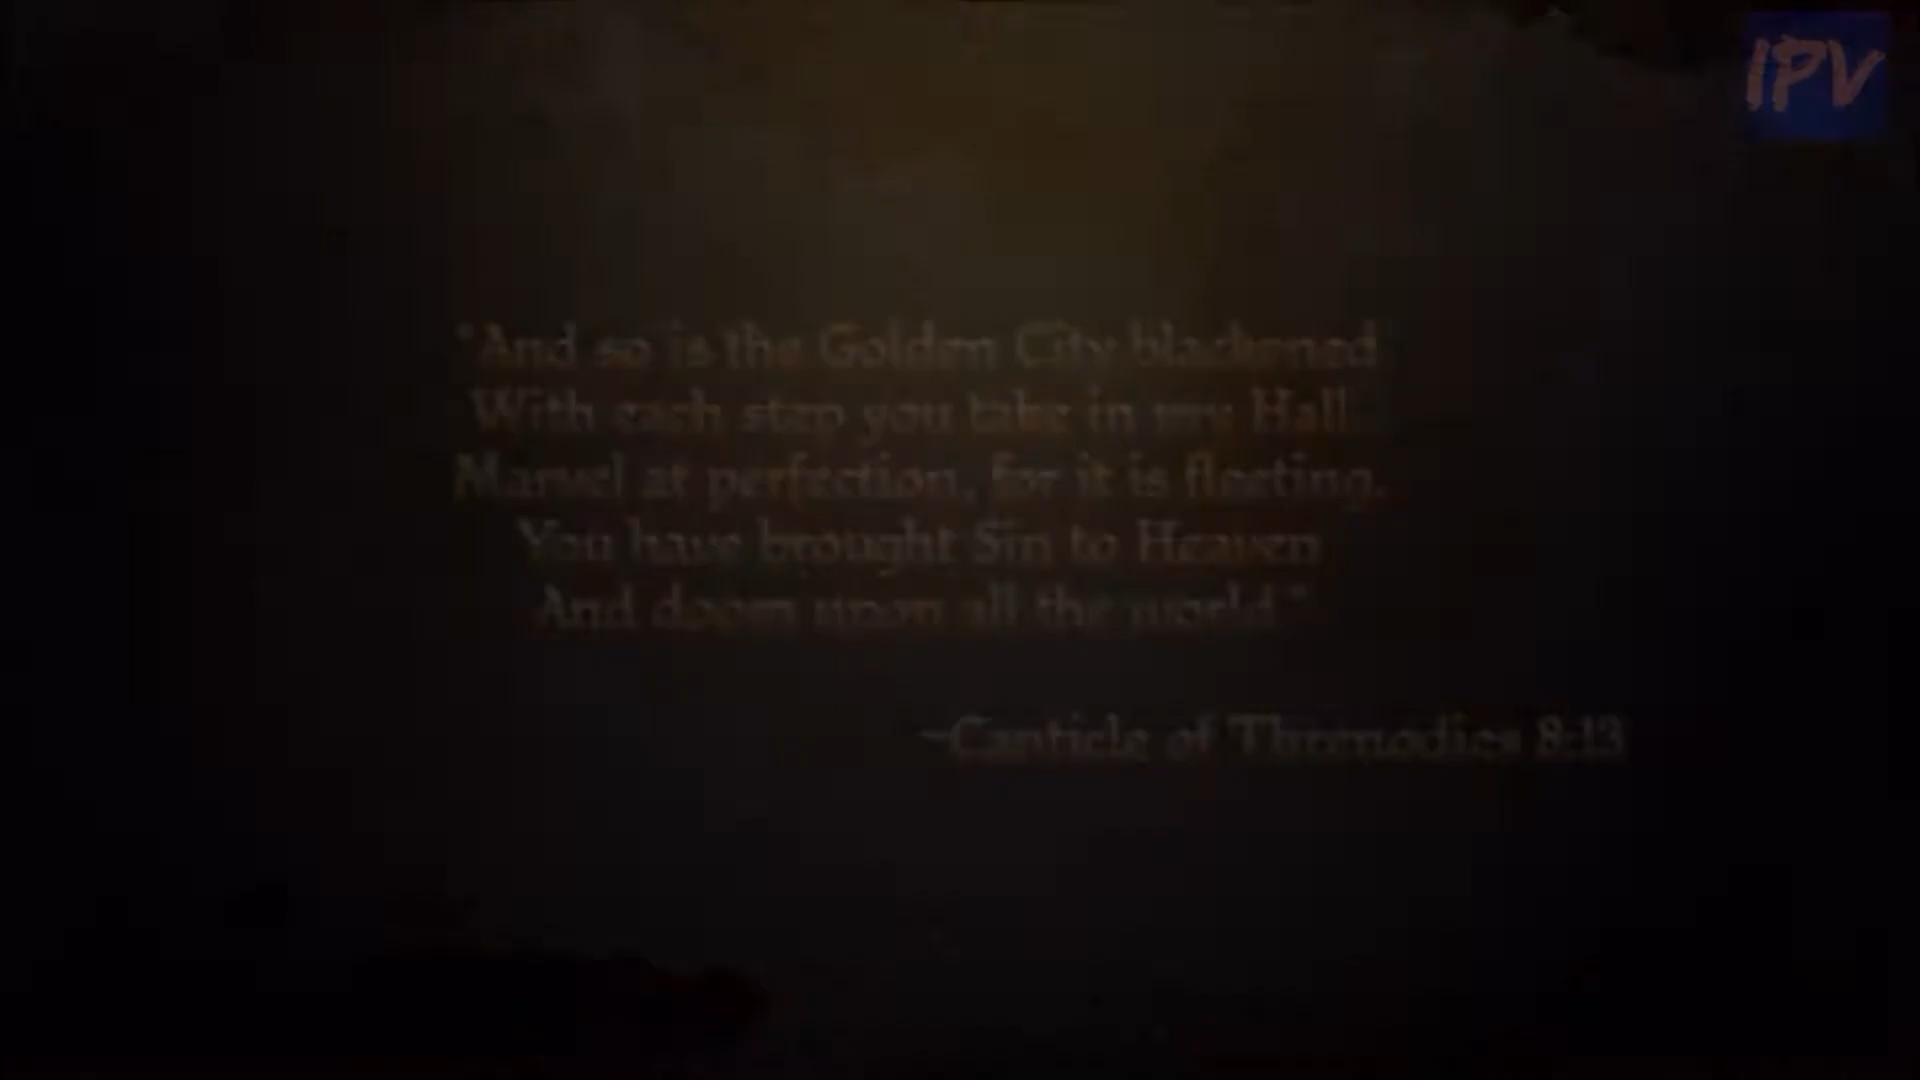 IPV
"And so is the Golden City blackened
With each step you take in my Hall.
Marvel at perfection, for it is fleeting.
You have brought Sin to Heaven
And doom upon all the world."
~Canticle of Threnodies 8:13